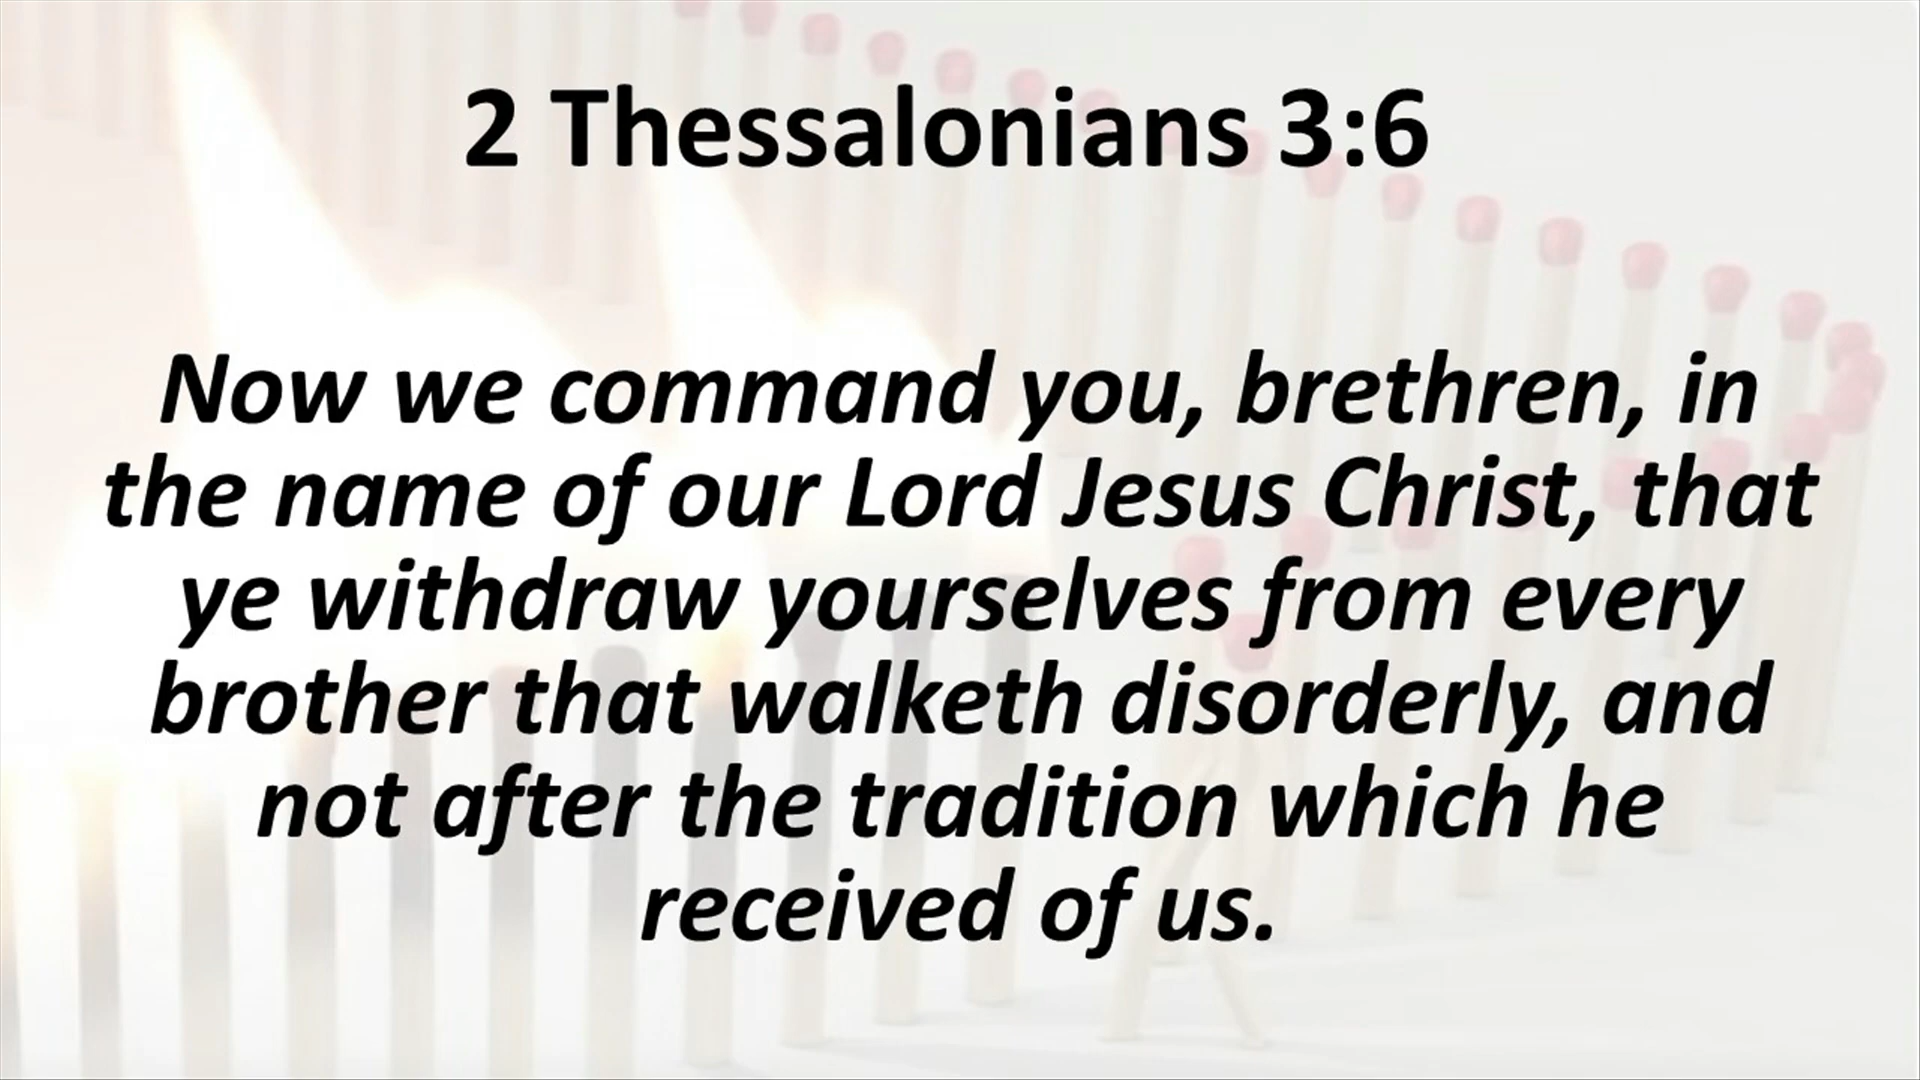 2 Thessalonians 3:6
Now we command you, brethren, in
the name of our Lord Jesus Christ, that
ye withdraw yourselves from every
brother that walketh disorderly, and
not after the tradition which he
received of us.